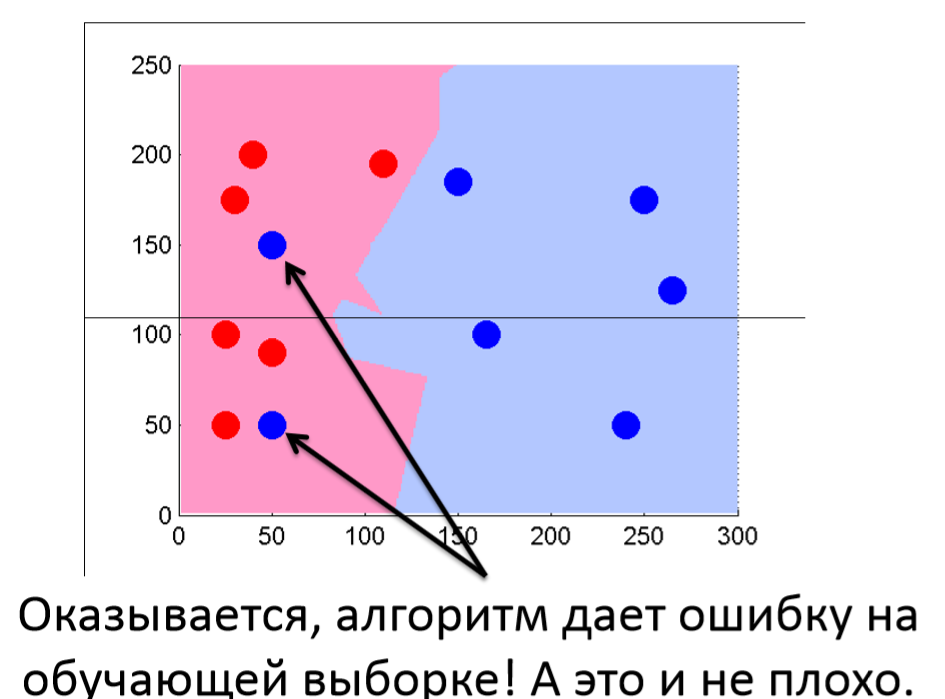 250
200
150
100
50
0
0 50 100 150 200 250 300
Оказывается, алгоритм дает ошибку на
обучающей выборке! А это и не плохо.